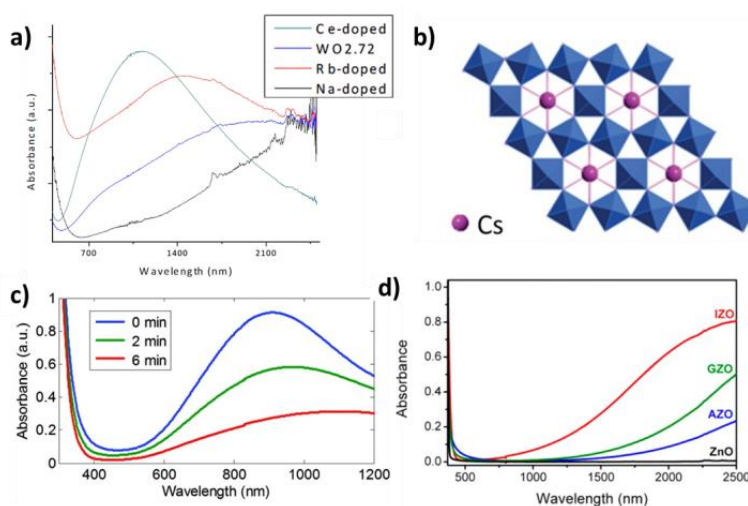 a)
Ce-doped
WO2.72
Rb-doped
Na-doped
Absorbance (a.u.)
700
1400
2100
Wavelength (nm)
b)
Cs
c)
1
0.8
0.6
0.4
0.2
0
0 min
2 min
6 min
Absorbance (a.u.)
400
600
800
1000
1200
Wavelength (nm)
d)
1.0
0.8
0.6
0.4
0.2
0.0
Absorbance
IZO
GZO
AZO
ZnO
500
1000
1500
2000
2500
Wavelength (nm)